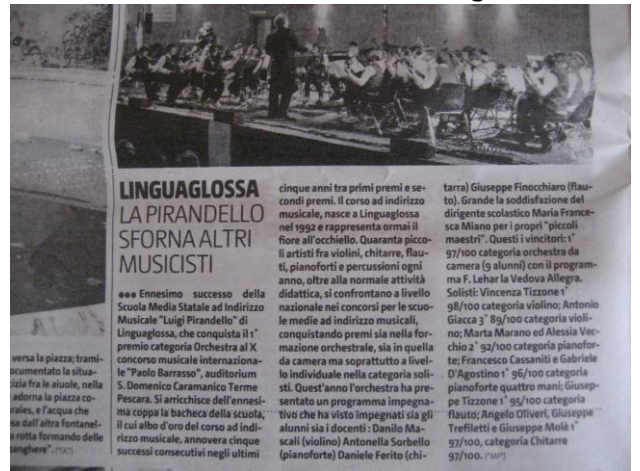 LINGUAGLOSSA
LA PIRANDELLO
SFORNA ALTRI
MUSICISTI
●●● Ennesimo successo della
Scuola Media Statale ad Indirizzo
Musicale "Luigi Pirandello" di
Linguaglossa, che conquista il 1°
premio categoria Orchestra al X
concorso musicale internaziona-
le "Paolo Barrasso", auditorium
S. Domenico Caramanico Terme
Pescara. Si arricchisce dell'ennesi-
ma coppa la bacheca della scuola,
il cui albo d'oro del corso ad indi-
rizzo musicale, annovera cinque
successi consecutivi negli ultimi
cinque anni tra primi premi e se-
condi premi. Il corso ad indirizzo
musicale, nasce a Linguaglossa
nel 1992 e rappresenta ormai il
fiore all'occhiello. Quaranta picco-
li artisti fra violini, chitarre, flau-
ti, pianoforti e percussioni ogni
anno, oltre alla normale attività
didattica, si confrontano a livello
nazionale nei concorsi per le scuo-
le medie ad indirizzo musicali,
conquistando premi sia nella for-
mazione orchestrale, sia in quella
da camera ma soprattutto a livel-
lo individuale nella categoria soli-
sti. Quest'anno l'orchestra ha pre-
sentato un programma impegna-
tivo che ha visto impegnati sia gli
alunni sia i docenti : Danilo Ma-
scali (violino) Antonella Sorbello
(pianoforte) Daniele Ferito (chi-
tarra) Giuseppe Finocchiaro (flau-
to). Grande la soddisfazione del
dirigente scolastico Maria France-
sca Miano per i propri "piccoli
maestri". Questi i vincitori: 1°
97/100 categoria orchestra da
camera (9 alunni) con il program-
ma F. Lehar la Vedova Allegra.
Solisti: Vincenza Tizzone 1°
98/100 categoria violino; Antonio
Giacca 3° 89/100 categoria violi-
no; Marta Marano ed Alessia Vec-
chio 2° 92/100 categoria pianofor-
te; Francesco Cassaniti e Gabriele
D'Agostino 1° 96/100 categoria
pianoforte quattro mani; Giusep-
pe Tizzone 1° 95/100 categoria
flauto; Angelo Oliveri, Giuseppe
Trefiletti e Giuseppe Molè 1°
97/100, categoria Chitarre
97/100.
versa la piazza; trami-
ocumentato la situa-
izia fra le aiuole, nella
adorna la piazza co-
rales, e l'acqua che
sa dall'altra fontanel-
a rotta formando delle
anghere".